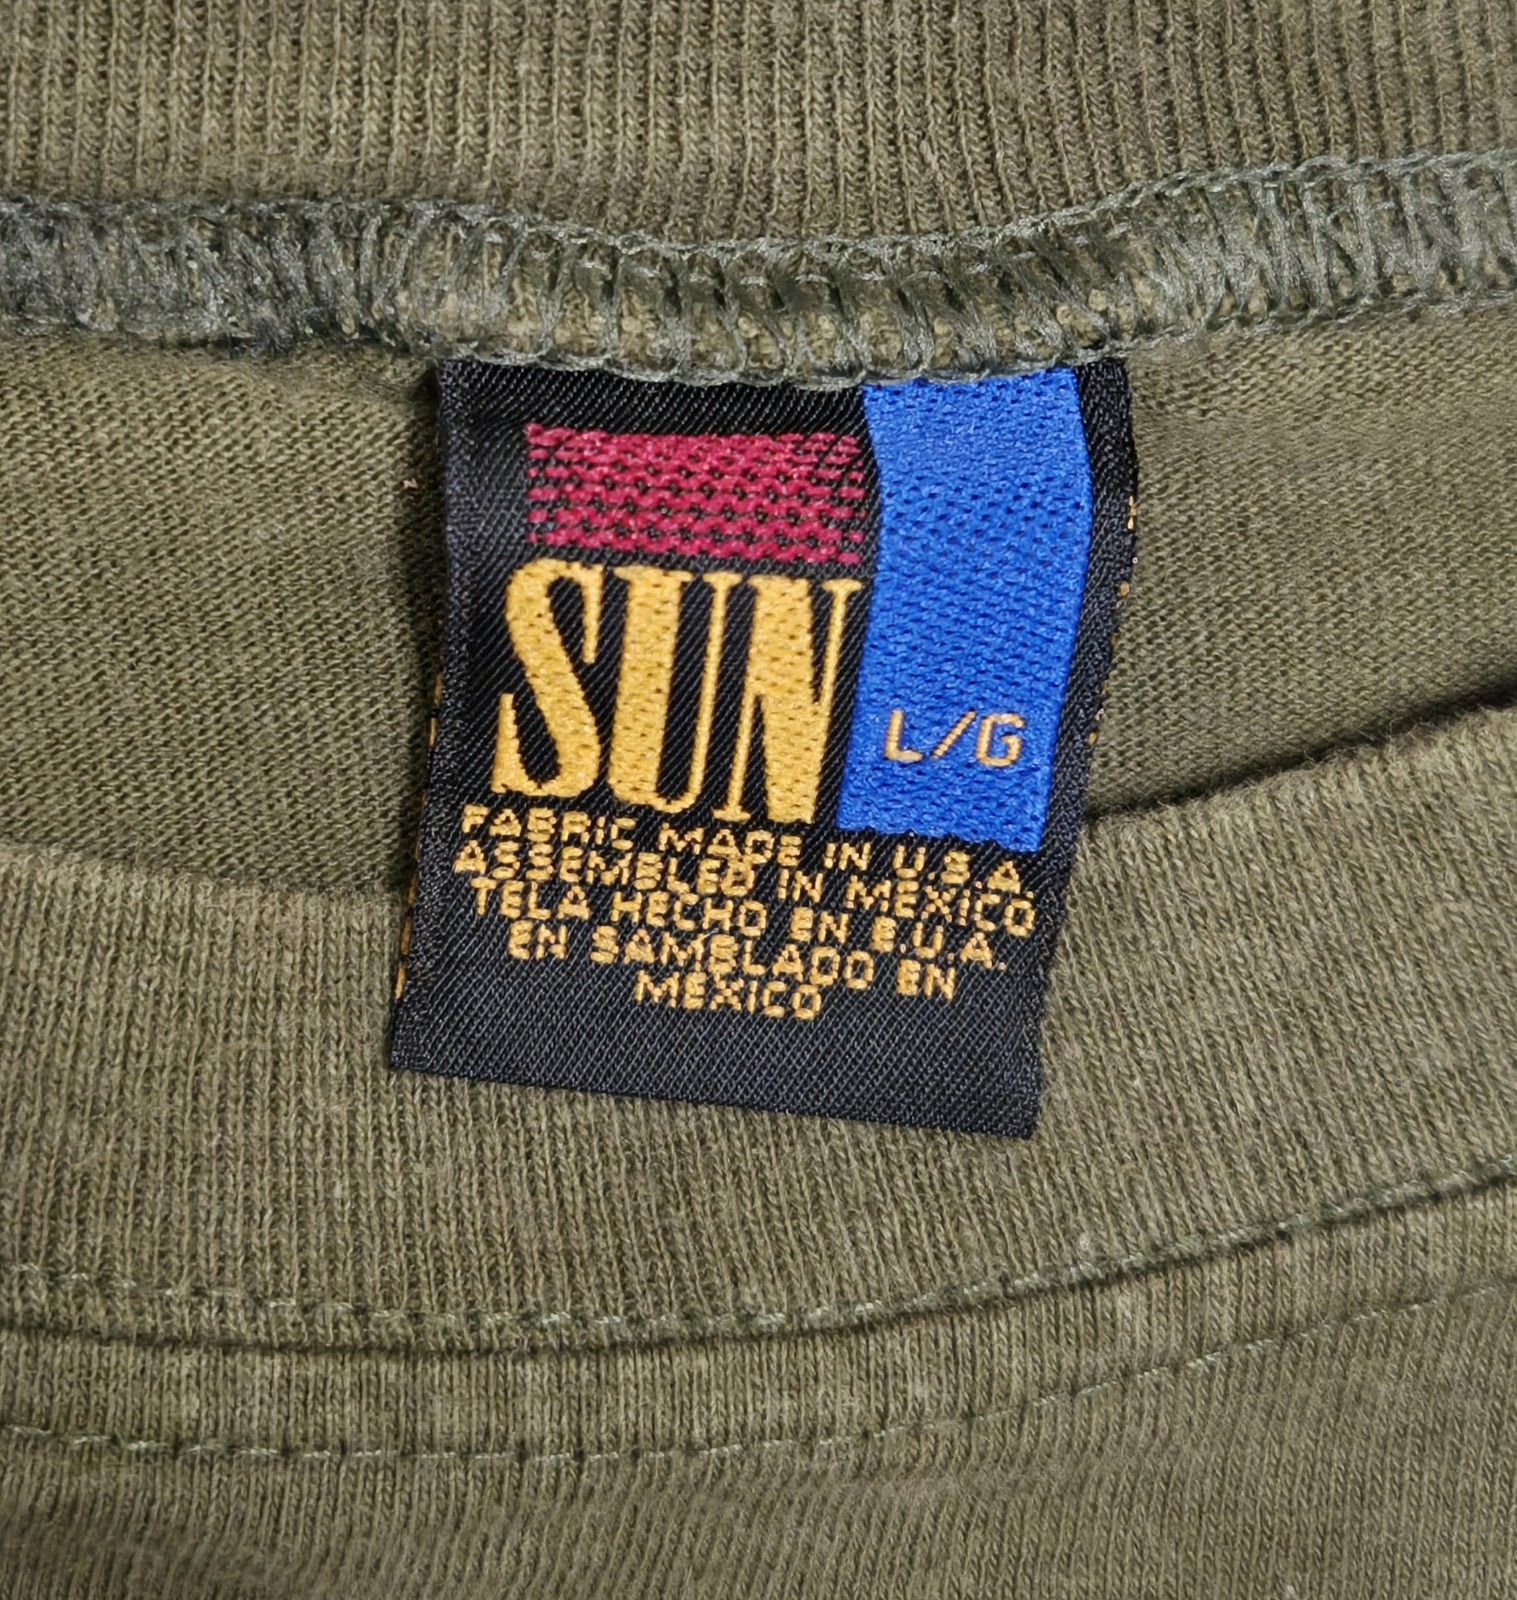 SUN
L/G
FABRIC MADE IN U.S.A.
ASSEMBLED IN MEXICO
TELA HECHO EN E.U.A.
EN SAMBLADO EN
MEXICO